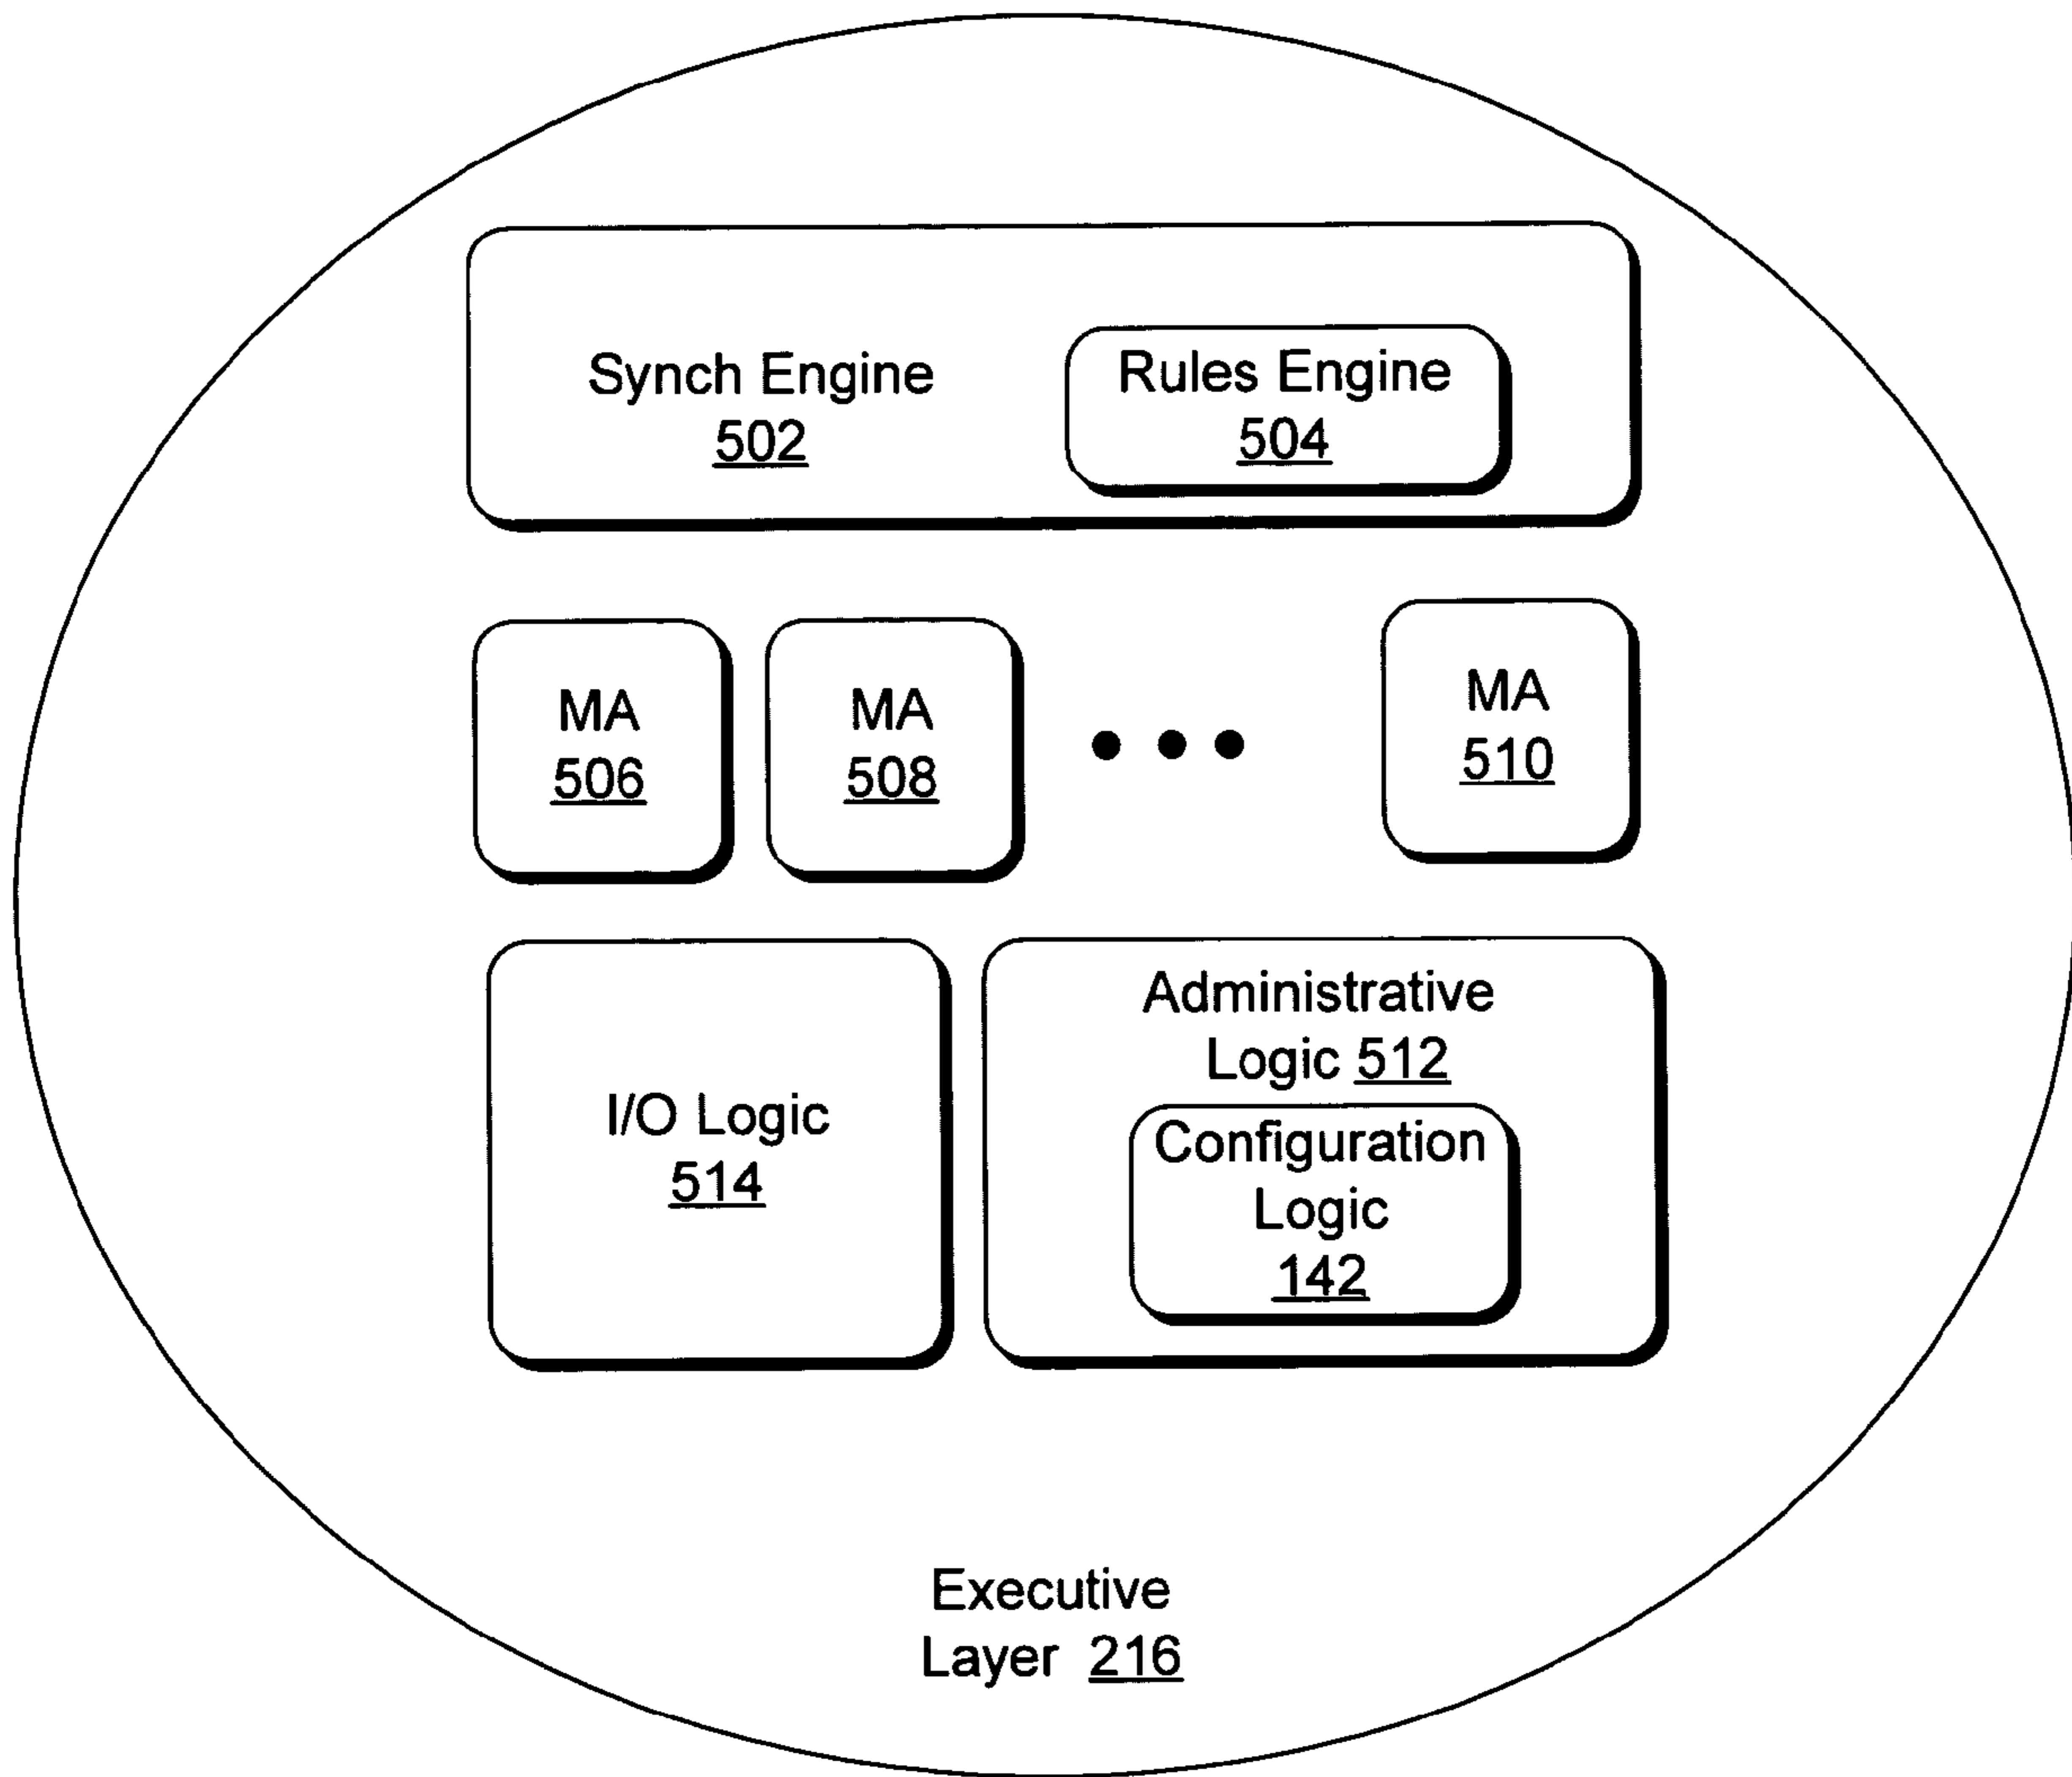 Synch Engine
502
Rules Engine
504
MA
506
MA
508
MA
510
I/O Logic
514
Administrative
Logic 512
Configuration
Logic
142
Executive
Layer 216